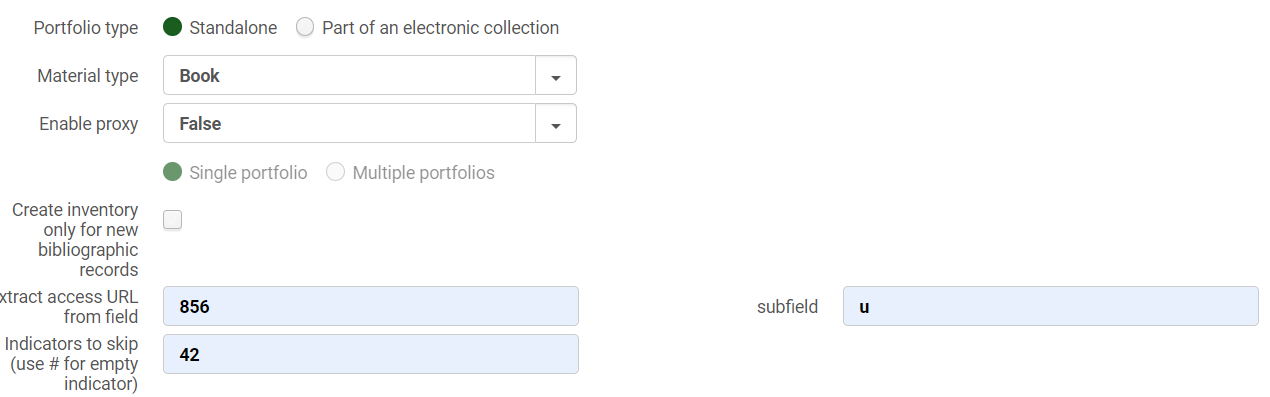 Portfolio type Standalone Part of an electronic collection
Material type Book
Enable proxy False
Single portfolio Multiple portfolios
Create inventory
only for new
bibliographic
records
xtract access URL
from field 856 subfield u
Indicators to skip
(use # for empty
indicator) 42